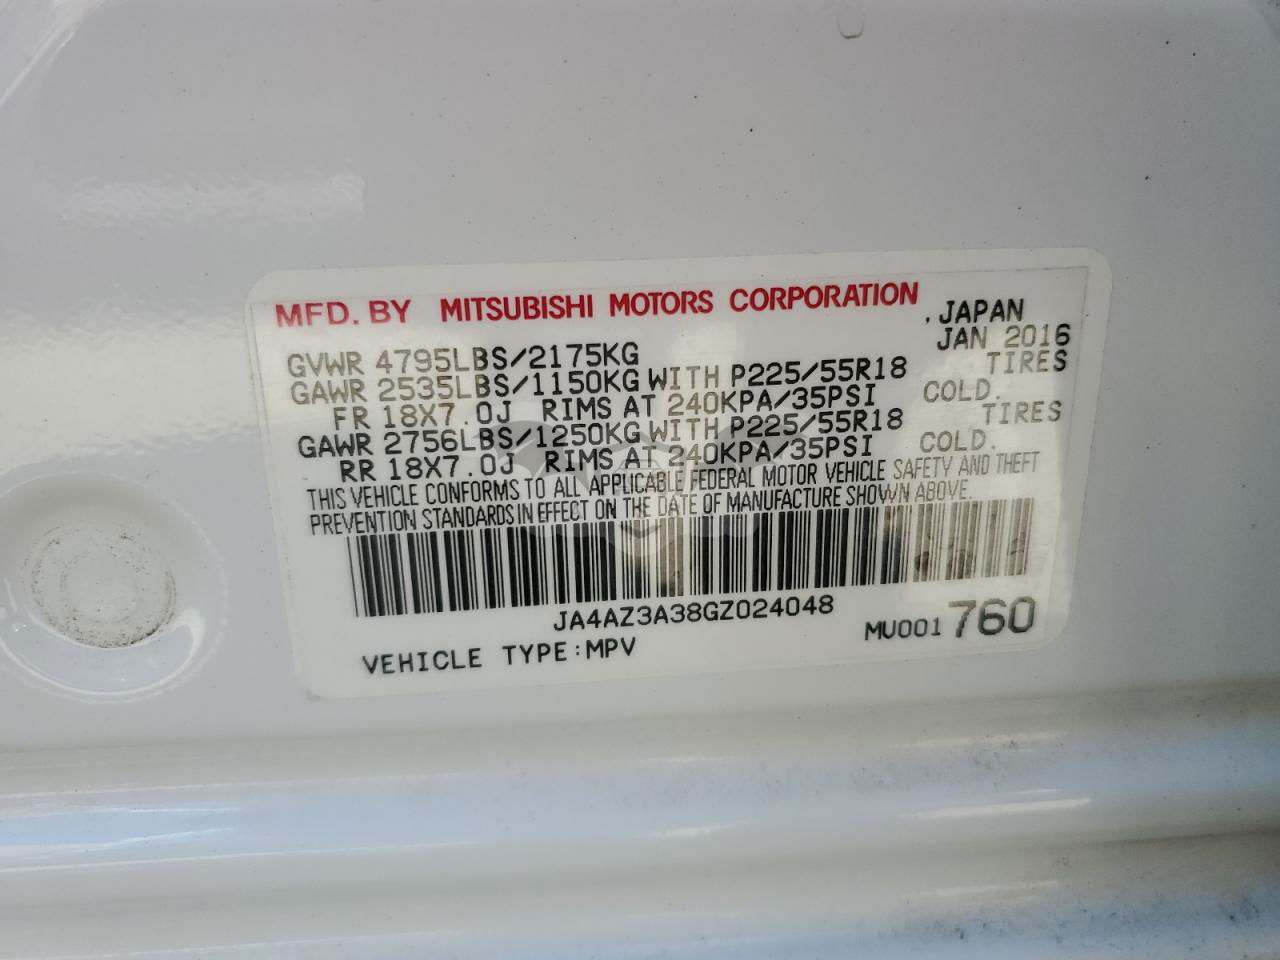 MFD. BY MITSUBISHI MOTORS CORPORATION , JAPAN
JAN 2016
GVWR 4795LBS/2175KG
GAWR 2535LBS/1150KG WITH P225/55R18 TIRES
FR 18X7.0J RIMS AT 240KPA/35PSI COLD.
GAWR 2756LBS/1250KG WITH P225/55R18 TIRES
RR 18X7.0J RIMS AT 240KPA/35PSI COLD.
THIS VEHICLE CONFORMS TO ALL APPLICABLE FEDERAL MOTOR VEHICLE SAFETY AND THEFT
PREVENTION STANDARDS IN EFFECT ON THE DATE OF MANUFACTURE SHOWN ABOVE.
JA4AZ3A38GZ024048
VEHICLE TYPE:MPV
MU001 760